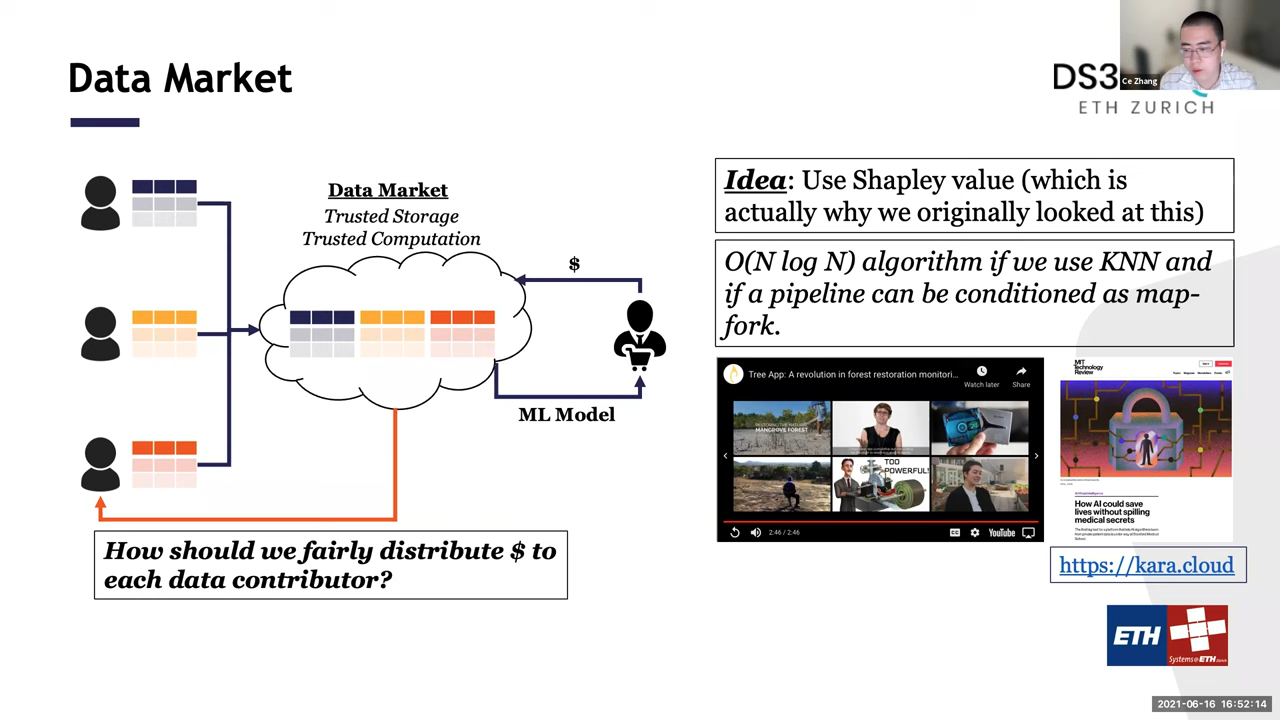 Data Market
Ce Zhang
DS3
ETH ZURICH
Data Market
Trusted Storage
Trusted Computation
$
ML Model
How should we fairly distribute $ to
each data contributor?
Idea: Use Shapley value (which is
actually why we originally looked at this)
O(N log N) algorithm if we use KNN and
if a pipeline can be conditioned as map-
fork.
Tree App: A revolution in forest restoration monitori...
Watch later
Share
MANGROVE FOREST
TOO
POWERFUL!
2:46 / 2:46
CC
YouTube
MIT
Technology
Review
How AI could save
lives without spilling
medical secrets
https://kara.cloud
ETH
Systems@ETH Zürich
2021-06-16 16:52:14